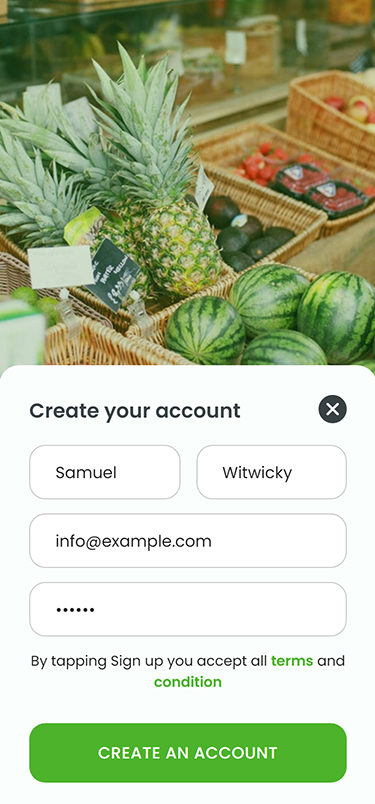 Create your account
Samuel
Witwicky
info@example.com
••••••
By tapping Sign up you accept all terms and
condition
CREATE AN ACCOUNT